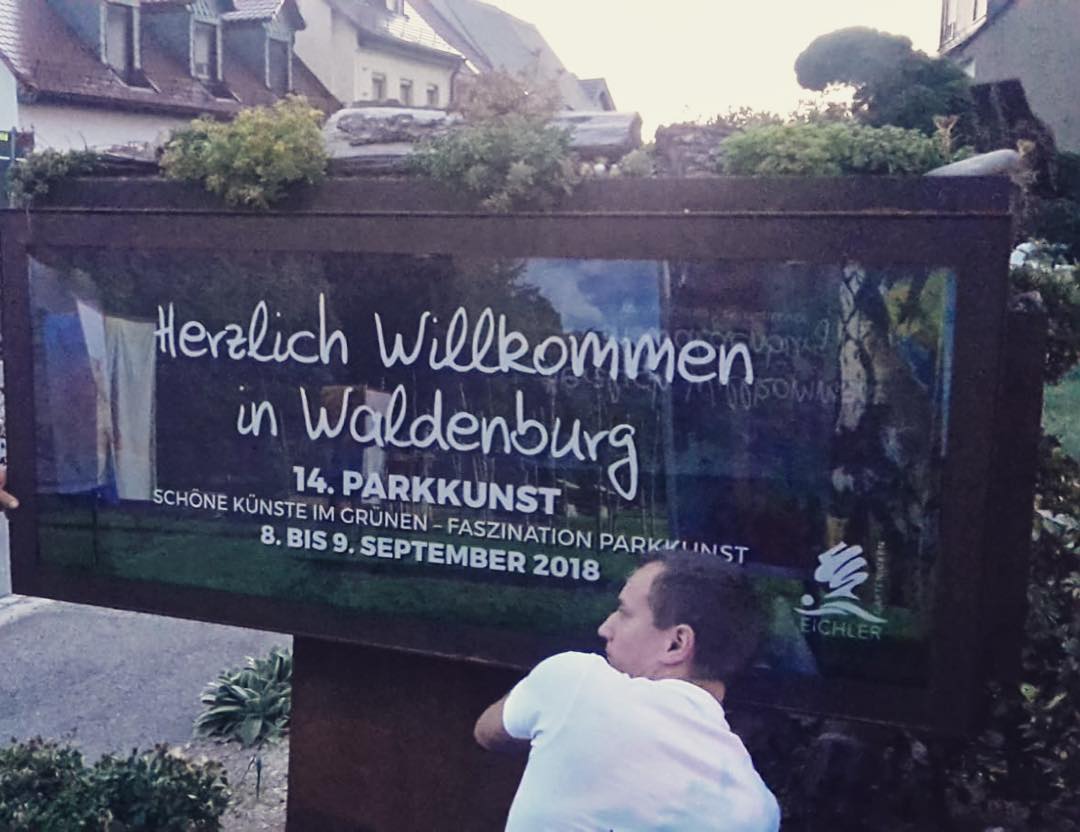 Herzlich Willkommen
in Waldenburg
14. PARKKUNST
SCHÖNE KÜNSTE IM GRÜNEN – FASZINATION PARKKUNST
8. BIS 9. SEPTEMBER 2018
EICHLER